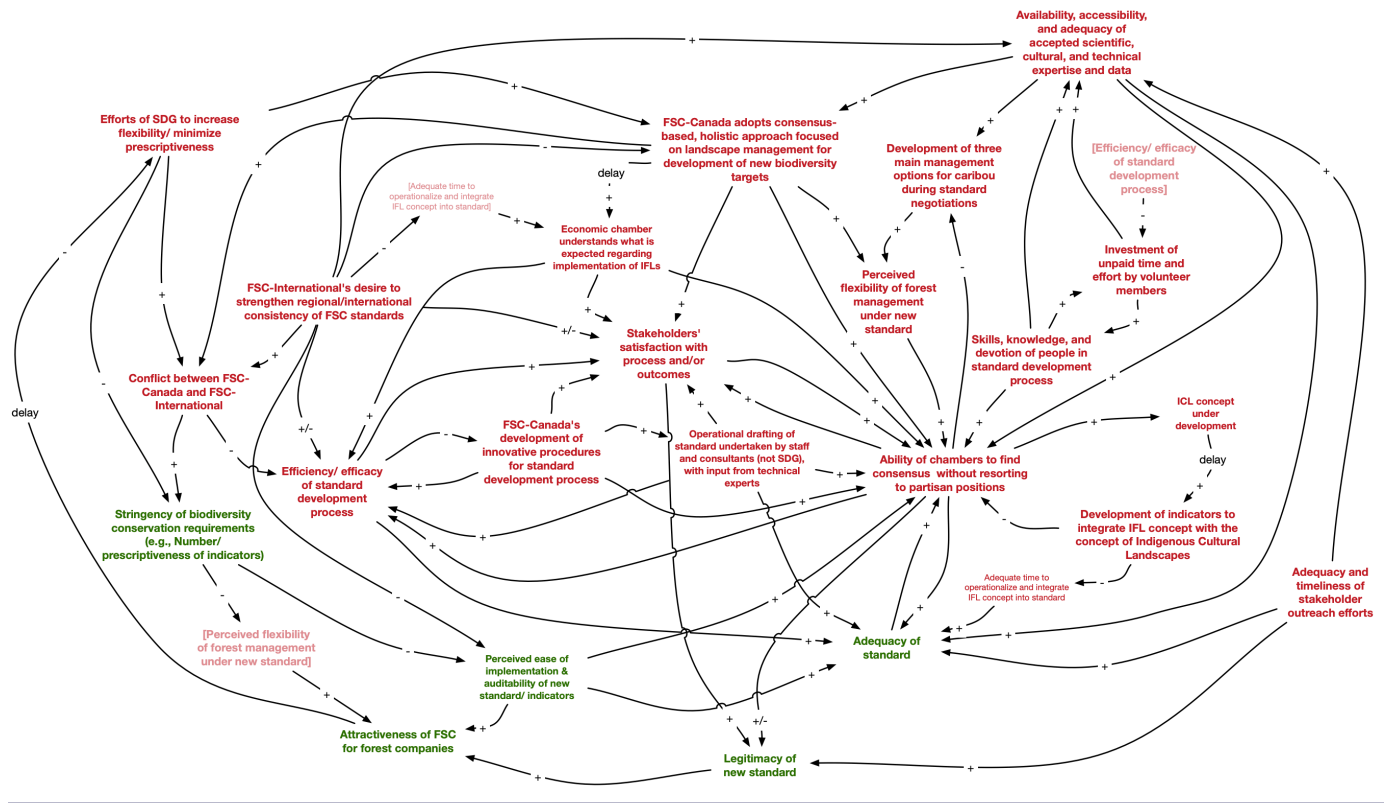 Availability, accessibility,
and adequacy of
accepted scientific,
cultural, and technical
expertise and data
Efforts of SDG to increase
flexibility/ minimize
prescriptiveness
FSC-Canada adopts consensus-
based, holistic approach focused
on landscape management for
development of new biodiversity
targets
Development of three
main management
options for caribou
during standard
negotiations
[Efficiency/ efficacy
of standard
development
process]
delay
[Adequate time to
operationalize and integrate
IFL concept into standard]
Economic chamber
understands what is
expected regarding
implementation of IFLs
Investment of
unpaid time and
effort by volunteer
members
FSC-International's desire to
strengthen regional/international
consistency of FSC standards
Perceived
flexibility of forest
management
under new
standard
Stakeholders'
satisfaction with
process and/or
outcomes
Skills, knowledge, and
devotion of people in
standard development
process
Conflict between FSC-
Canada and FSC-
International
delay
ICL concept
under
development
delay
FSC-Canada's
development of
innovative procedures
for standard
development process
Operational drafting of
standard undertaken by staff
and consultants (not SDG),
with input from technical
experts
Ability of chambers to find
consensus without resorting
to partisan positions
Efficiency/ efficacy
of standard
development
process
Stringency of biodiversity
conservation requirements
(e.g., Number/
prescriptiveness of indicators)
Development of indicators to
integrate IFL concept with the
concept of Indigenous Cultural
Landscapes
Adequate time to
operationalize and integrate
IFL concept into standard
Adequacy and
timeliness of
stakeholder
outreach efforts
[Perceived flexibility
of forest management
under new standard]
Perceived ease of
implementation &
auditability of new
standard/ indicators
Adequacy of
standard
Attractiveness of FSC
for forest companies
Legitimacy of
new standard
+
+
+
+
+
-
-
+
+
+
+
+
-
+
-
-
+
+
+
+
+
-
+
+
+
+/-
+
+
+
+
+
+
-
+
+
+
+
+
+/-
-
+
+
-
+
-
-
+
+
+
+
+
-
-
-
+
-
+
+
+
+
+
+
-
+
+
+
+
+
+/-
+
+